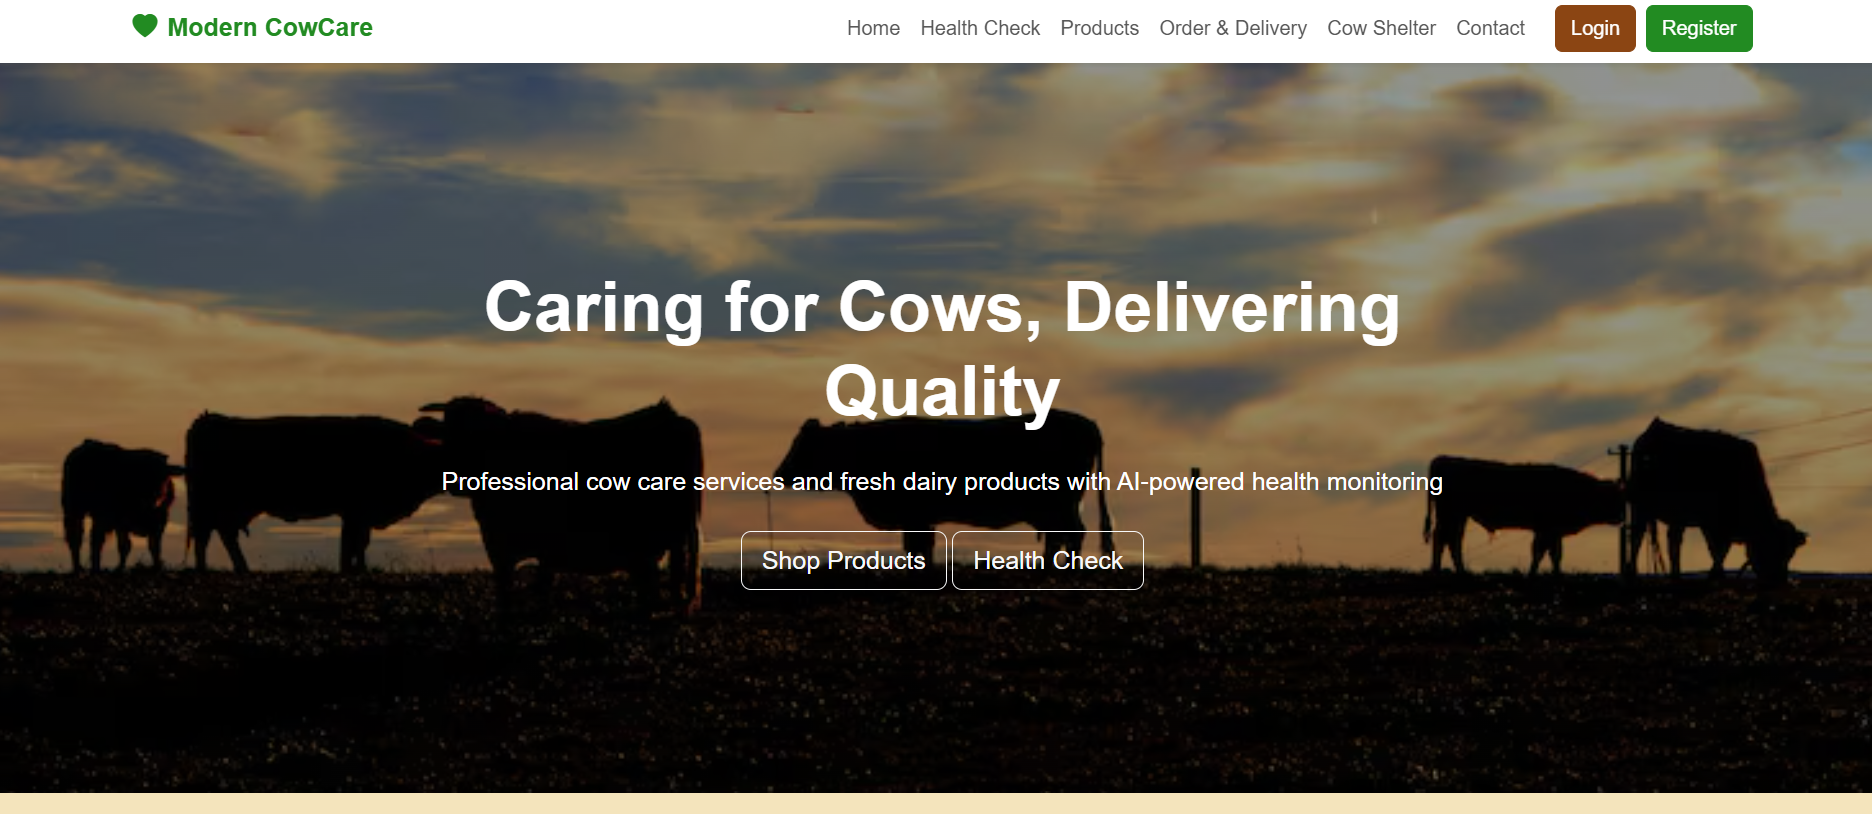 Modern CowCare
Home Health Check Products Order & Delivery Cow Shelter Contact Login Register
Caring for Cows, Delivering
Quality
Professional cow care services and fresh dairy products with AI-powered health monitoring
Shop Products Health Check